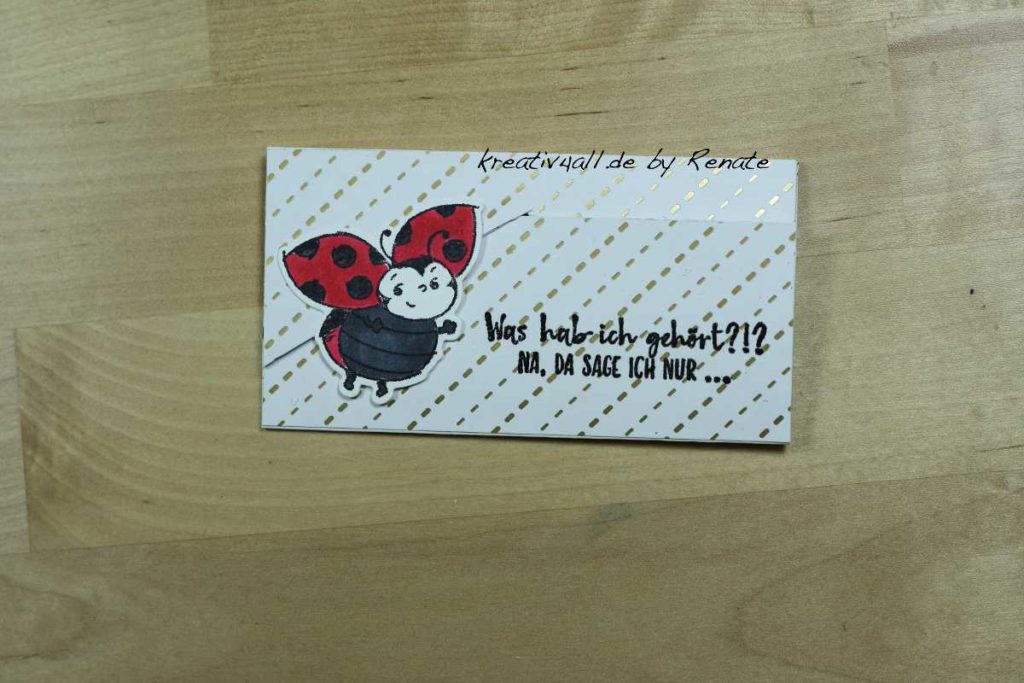 kreativ4all.de by Renate
Was hab ich gehört?!?
NA, DA SAGE ICH NUR ...